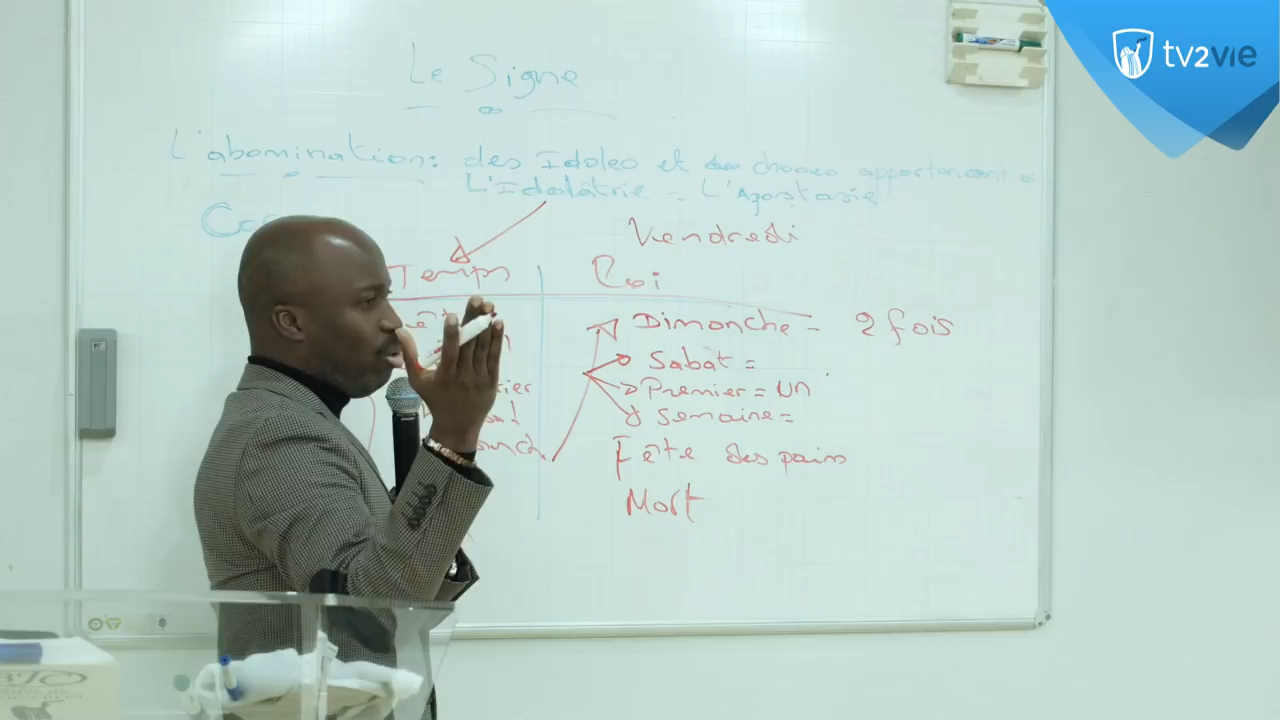 tv2vie
Le Signe
L'abomination: des Idoles et des choses appartenant à
L'Idolâtrie = L'Apostasie
Vendredi
Temps
Dimanche = 2 fois
Sabat =
Premier = UN
Semaine =
Fête des pains
Mort